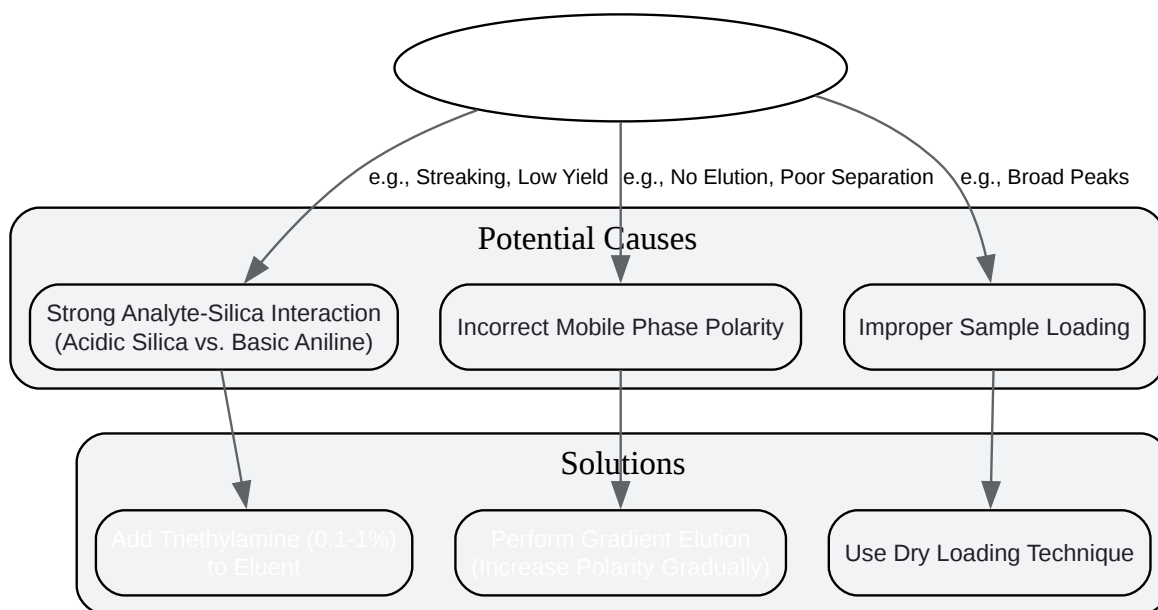 e.g., Streaking, Low Yield
e.g., No Elution, Poor Separation
e.g., Broad Peaks
Potential Causes
Strong Analyte-Silica Interaction
(Acidic Silica vs. Basic Aniline)
Incorrect Mobile Phase Polarity
Improper Sample Loading
Solutions
Add Triethylamine (0.1-1%)
to Eluent
Perform Gradient Elution
(Increase Polarity Gradually)
Use Dry Loading Technique